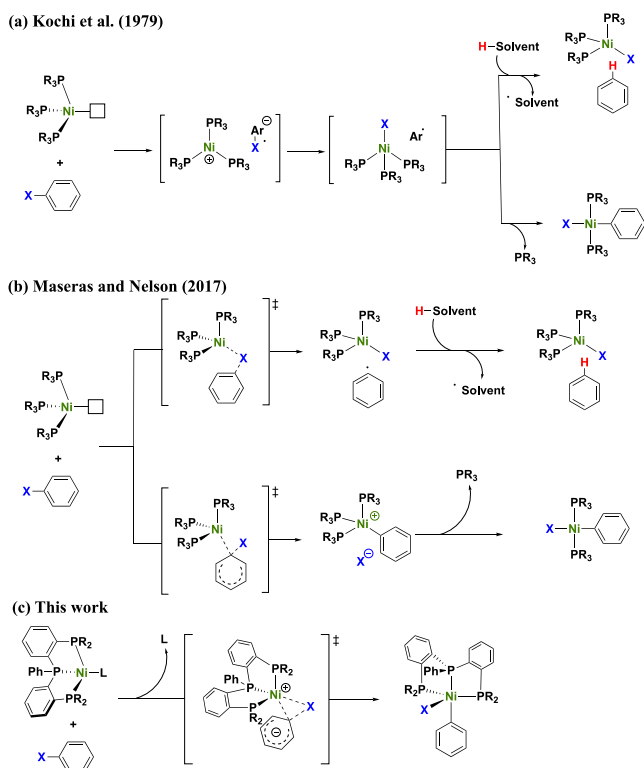 (a) Kochi et al. (1979)
R3P
R3P Ni
R3P
+
X
PR3
Ni
R3P PR3
⊕
Ar ⊖
X ·
X
Ni
R3P PR3
PR3
Ar·
H-Solvent
· Solvent
PR3
R3P R3P
Ni X
H
PR3
PR3
X-Ni
PR3
(b) Maseras and Nelson (2017)
PR3
R3P Ni
R3P X
‡
PR3
R3P Ni
R3P X
·
H-Solvent
· Solvent
PR3
R3P Ni
R3P X
H
R3P
R3P Ni
R3P
+
X
PR3
R3P Ni
R3P X
‡
PR3
R3P-Ni ⊕
R3P
X ⊖
PR3
PR3
X-Ni
PR3
(c) This work
PR2
Ph P Ni
L
PR2
+
X
L
Ph P PR2
Ni ⊕
P X
R2
⊖
‡
Ph P
R2P Ni PR2
X